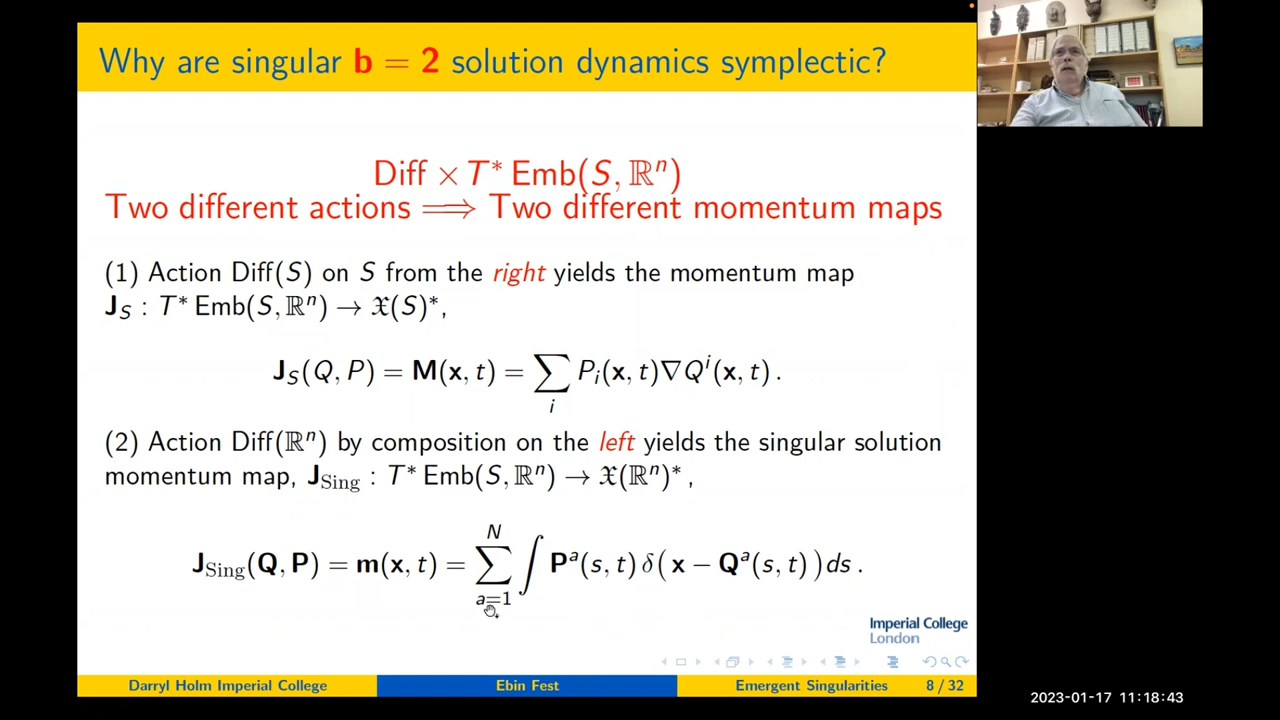 Why are singular b = 2 solution dynamics symplectic?
Diff × T* Emb(S, ℝⁿ)
Two different actions ⟹ Two different momentum maps
(1) Action Diff(S) on S from the right yields the momentum map
J_S : T* Emb(S, ℝⁿ) → 𝔛(S)*,
J_S(Q, P) = M(x, t) = ∑_i P_i(x, t)∇Qⁱ(x, t) .
(2) Action Diff(ℝⁿ) by composition on the left yields the singular solution
momentum map, J_Sing : T* Emb(S, ℝⁿ) → 𝔛(ℝⁿ)*,
J_Sing(Q, P) = m(x, t) = ∑_{a=1}^N ∫ Pᵃ(s, t) δ(x − Qᵃ(s, t))ds .
Imperial College
London
Darryl Holm Imperial College Ebin Fest Emergent Singularities 8 / 32
2023-01-17 11:18:43